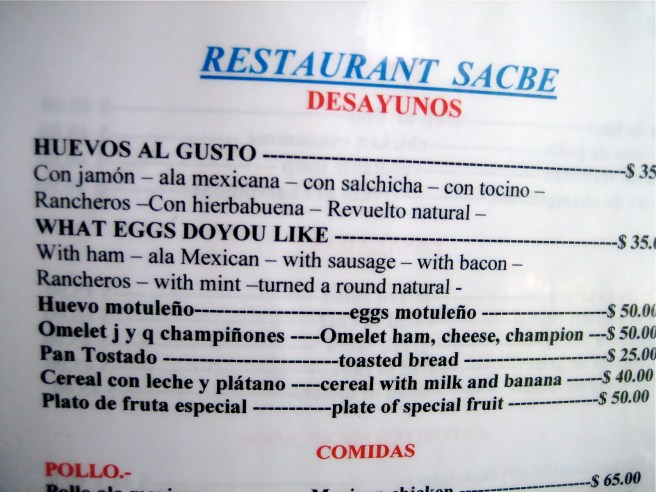 RESTAURANT SACBE
DESAYUNOS
HUEVOS AL GUSTO ---------------------------------------------$ 35
Con jamón – ala mexicana – con salchicha – con tocino –
Rancheros –Con hierbabuena – Revuelto natural –
WHAT EGGS DOYOU LIKE -----------------------------------$ 35.
With ham – ala Mexican – with sausage – with bacon –
Rancheros – with mint –turned a round natural -
Huevo motuleño----------------------eggs motuleño ----------------$ 50.00
Omelet j y q champiñones ----Omelet ham, cheese, champion ---$ 50.00
Pan Tostado -------------------------toasted bread --------------------$ 25.00
Cereal con leche y plátano ----cereal with milk and banana ------$ 40.00
Plato de fruta especial -----------plate of special fruit -------------$ 50.00
COMIDAS
POLLO.-
Pollo ala Mexican chicken --------------------$ 65.00